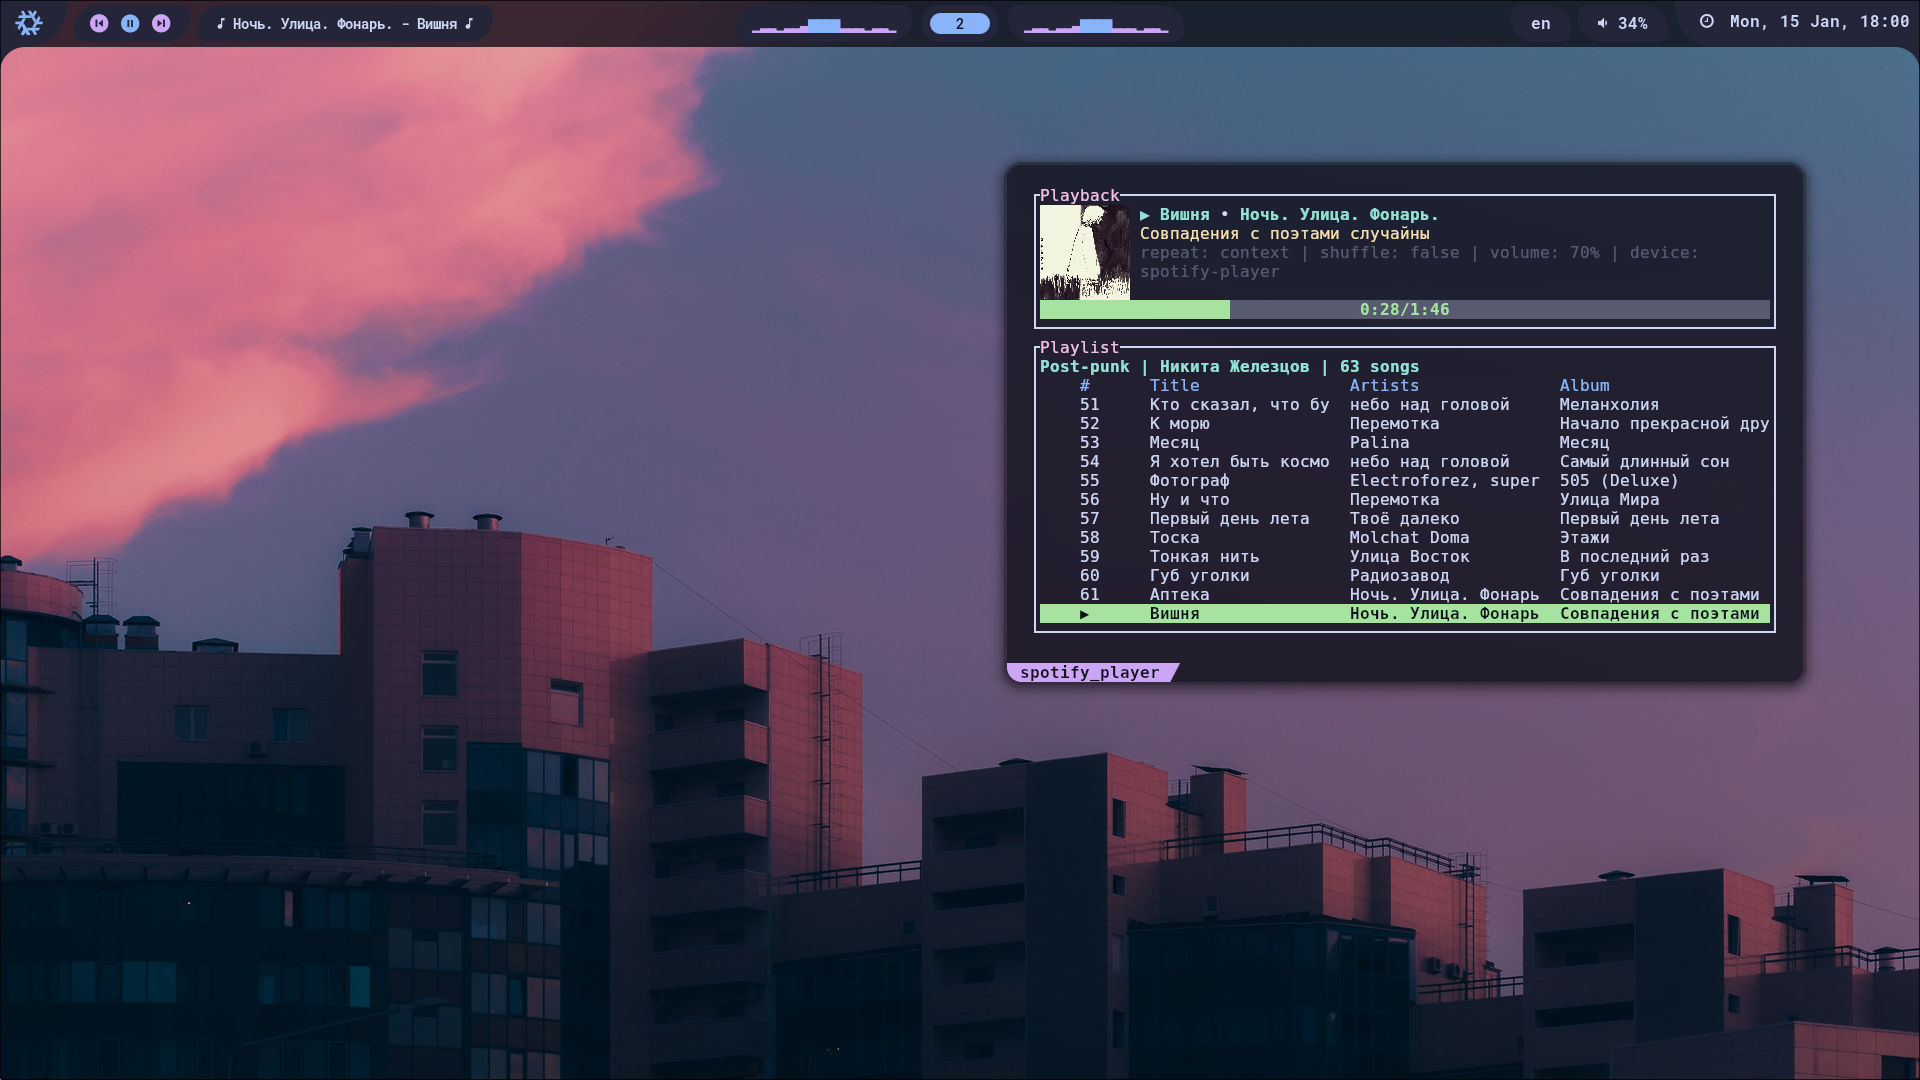 ♪ Ночь. Улица. Фонарь. - Вишня ♪
2
en
34%
Mon, 15 Jan, 18:00
Playback
▶ Вишня • Ночь. Улица. Фонарь.
Совпадения с поэтами случайны
repeat: context | shuffle: false | volume: 70% | device:
spotify-player
0:28/1:46
Playlist
Post-punk | Никита Железцов | 63 songs
# Title Artists Album
51 Кто сказал, что бу небо над головой Меланхолия
52 К морю Перемотка Начало прекрасной дру
53 Месяц Palina Месяц
54 Я хотел быть космо небо над головой Самый длинный сон
55 Фотограф Electroforez, super 505 (Deluxe)
56 Ну и что Перемотка Улица Мира
57 Первый день лета Твоё далеко Первый день лета
58 Тоска Molchat Doma Этажи
59 Тонкая нить Улица Восток В последний раз
60 Губ уголки Радиозавод Губ уголки
61 Аптека Ночь. Улица. Фонарь Совпадения с поэтами
▶ Вишня Ночь. Улица. Фонарь Совпадения с поэтами
spotify_player